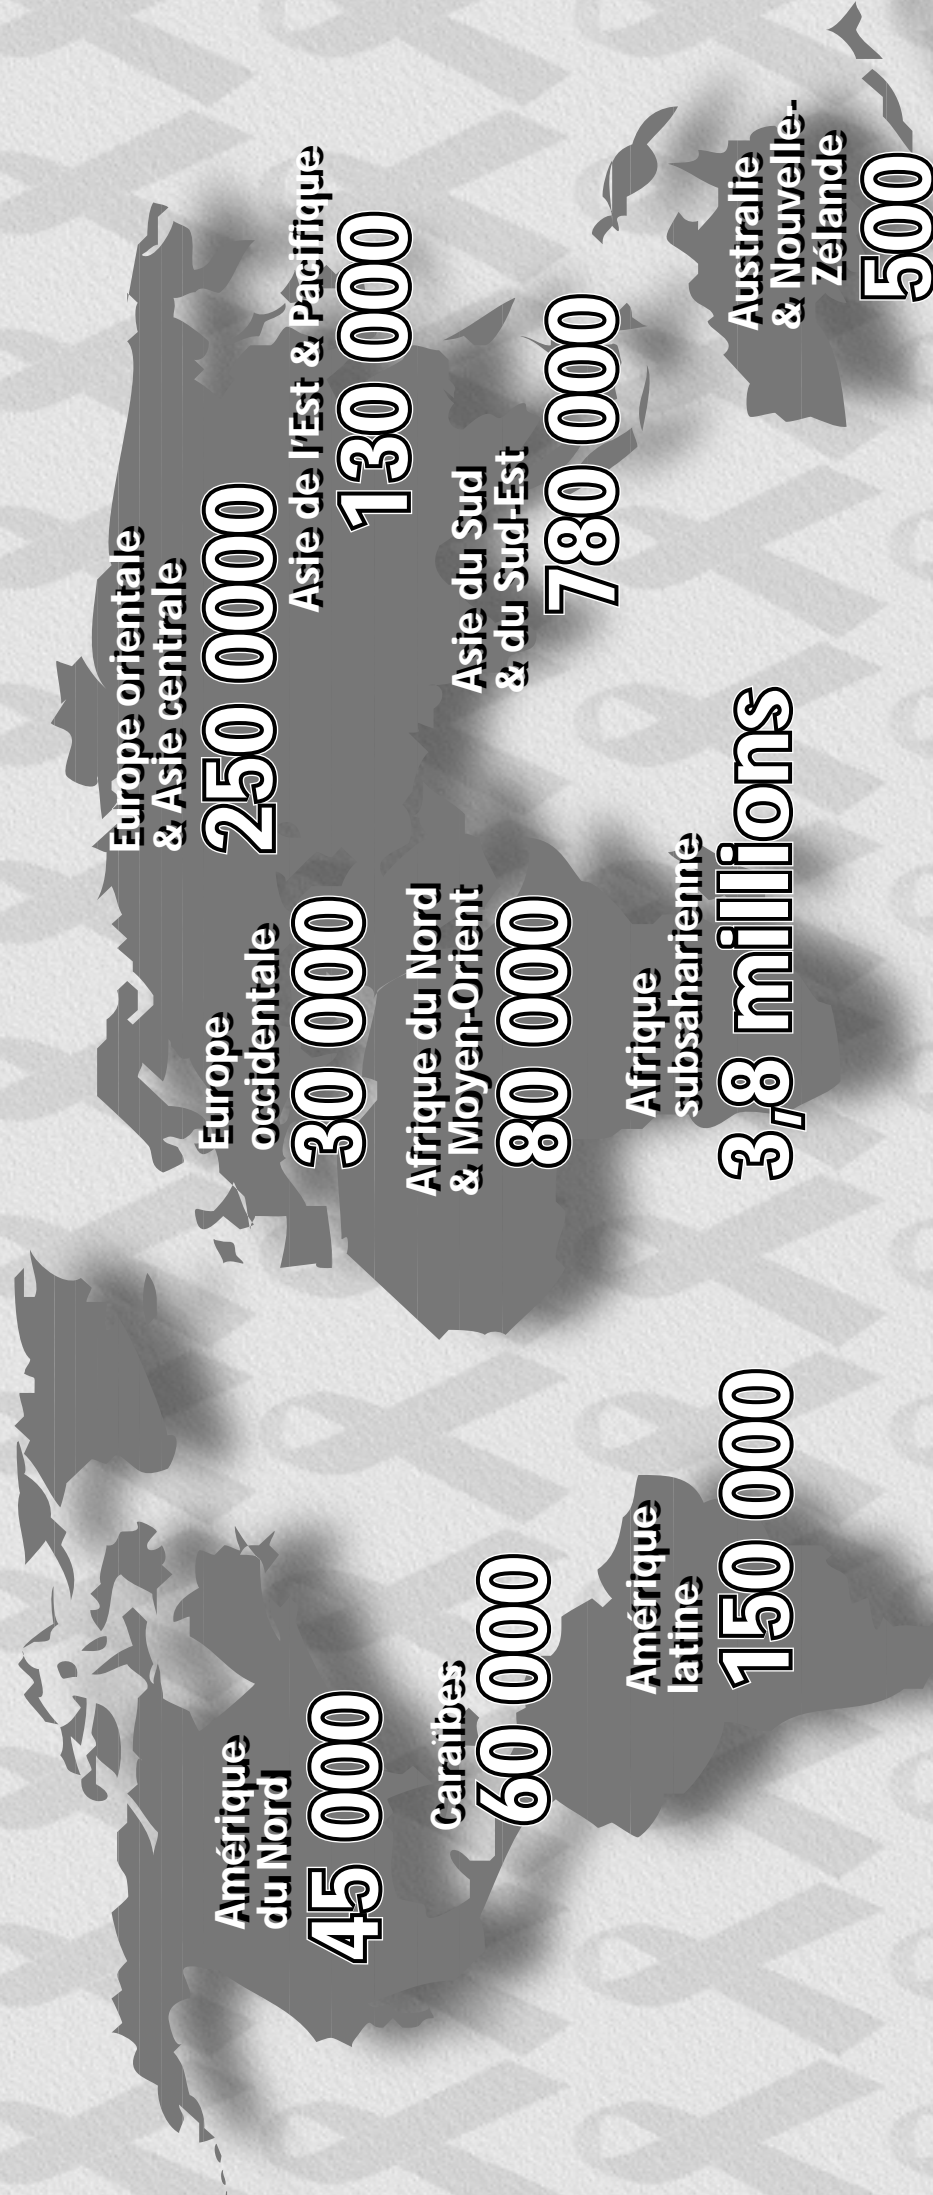 Amérique
du Nord
45 000
Caraïbes
60 000
Amérique
latine
150 000
Europe
occidentale
30 000
Afrique du Nord
& Moyen-Orient
80 000
Afrique
subsaharienne
3,8 millions
Europe orientale
& Asie centrale
250 0000
Asie de l'Est & Pacifique
130 000
Asie du Sud
& du Sud-Est
780 000
Australie
& Nouvelle-
Zélande
500